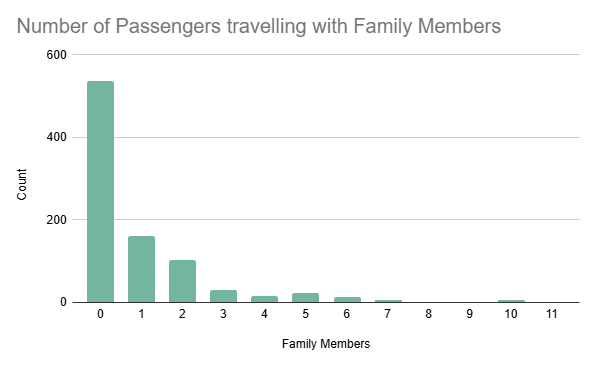 Number of Passengers travelling with Family Members
600
400
200
0
Count
0 1 2 3 4 5 6 7 8 9 10 11
Family Members